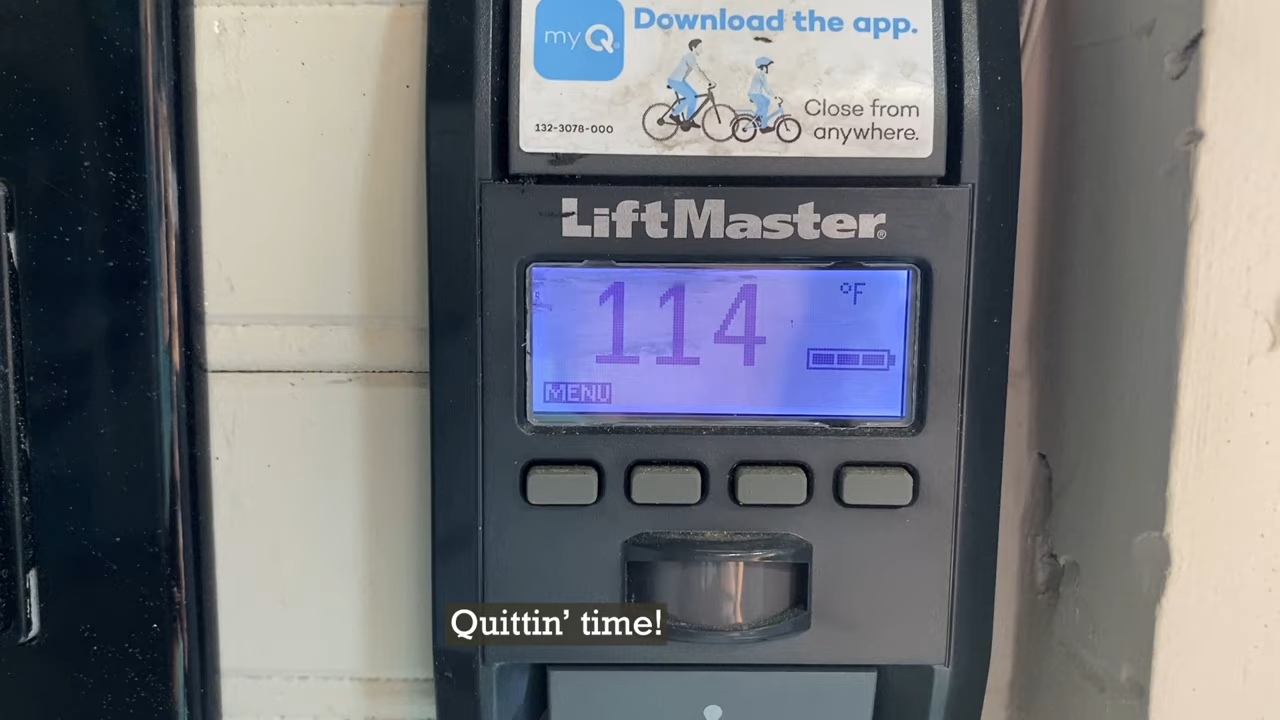 myQ
Download the app.
132-3078-000
Close from
anywhere.
LiftMaster®
114 °F
MENU
Quittin’ time!